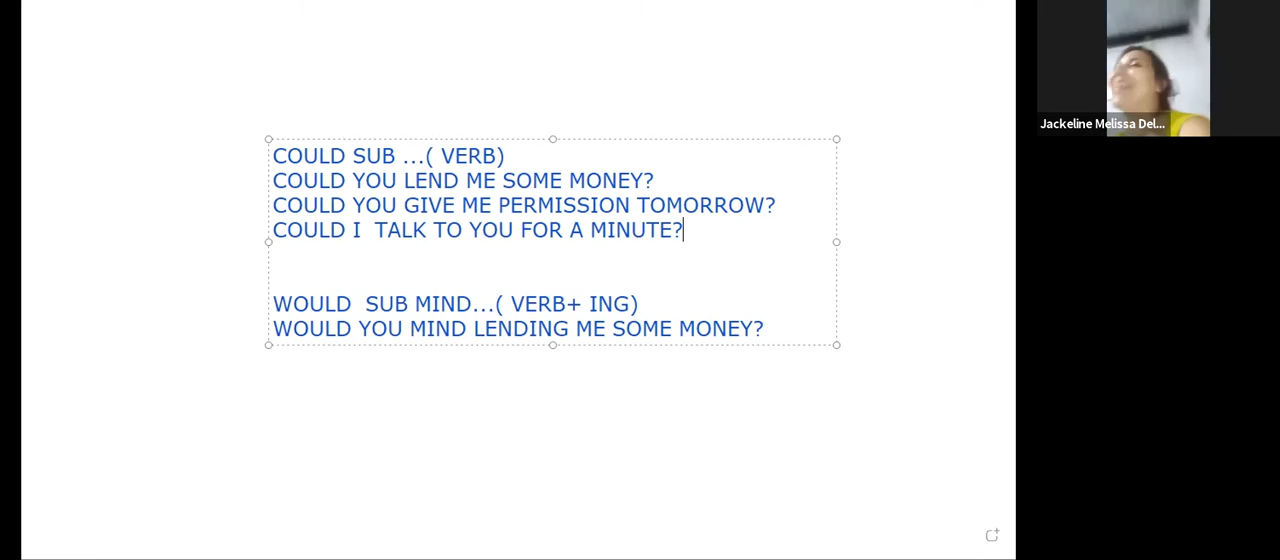 COULD SUB ...( VERB)
COULD YOU LEND ME SOME MONEY?
COULD YOU GIVE ME PERMISSION TOMORROW?
COULD I  TALK TO YOU FOR A MINUTE?
WOULD  SUB MIND...( VERB+ ING)
WOULD YOU MIND LENDING ME SOME MONEY?
Jackeline Melissa Del...